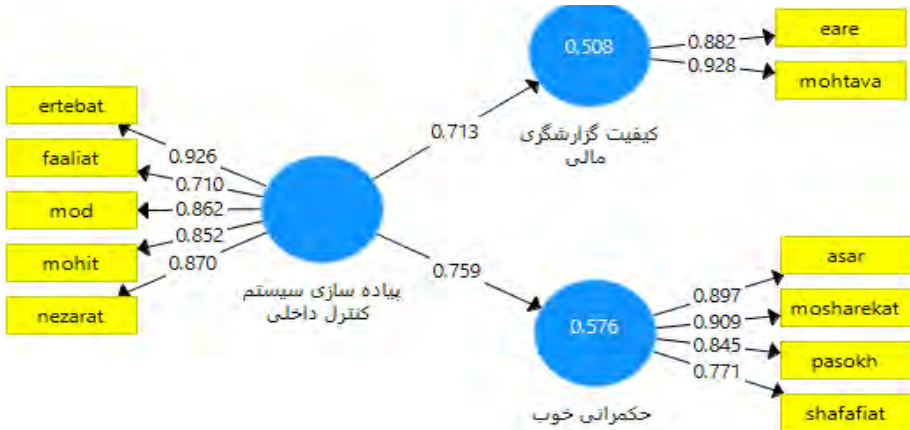 ertebat
faaliat
mod
mohit
nezarat
0.926
0.710
0.862
0.852
0.870
پیاده سازی سیستم
کنترل داخلی
0.713
0.759
0.508
کیفیت گزارشگری
مالی
0.882
0.928
eare
mohtava
0.576
حکمرانی خوب
0.897
0.909
0.845
0.771
asar
mosharekat
pasokh
shafafiat